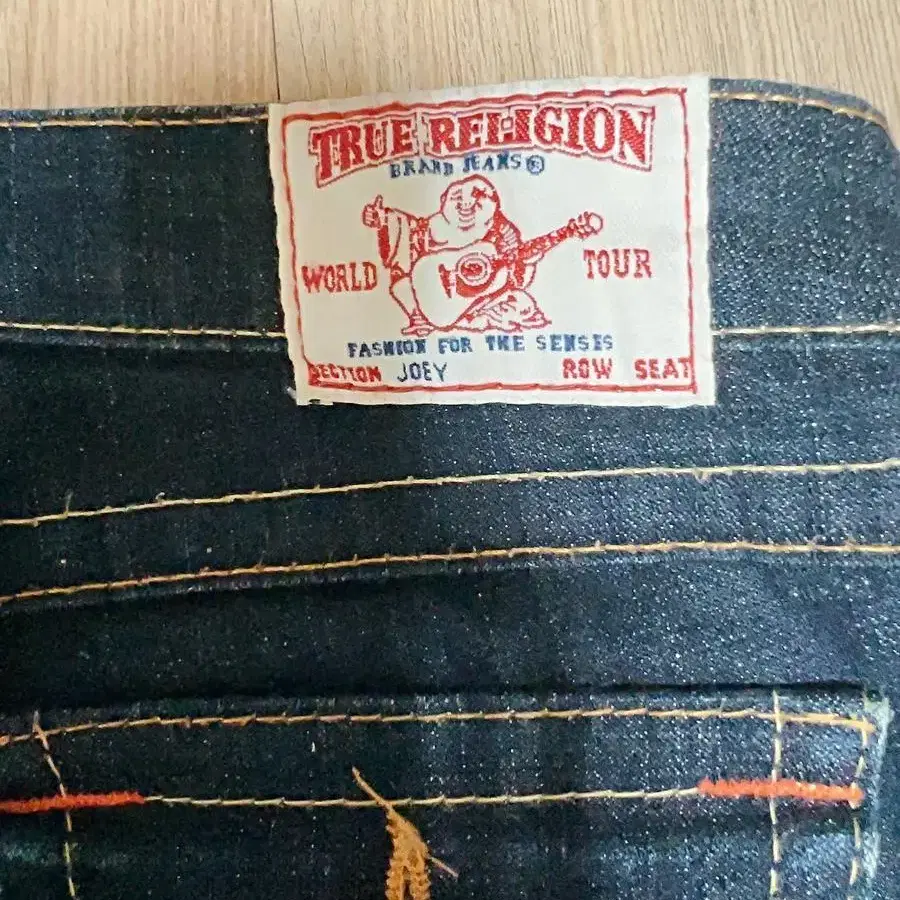 TRUE RELIGION
BRAND JEANS®
WORLD TOUR
FASHION FOR THE SENSES
SECTION JOEY ROW SEAT